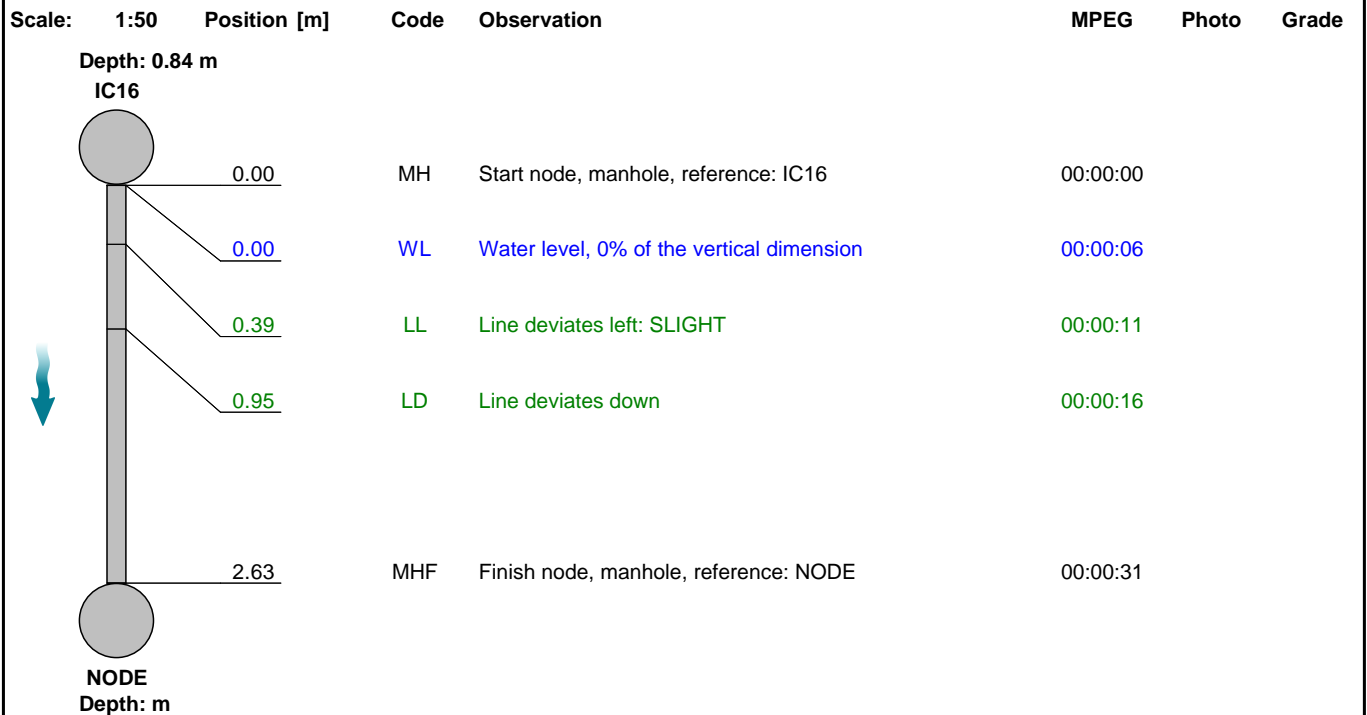 Scale: 1:50 Position [m] Code Observation MPEG Photo Grade
Depth: 0.84 m
IC16
0.00 MH Start node, manhole, reference: IC16 00:00:00
0.00 WL Water level, 0% of the vertical dimension 00:00:06
0.39 LL Line deviates left: SLIGHT 00:00:11
0.95 LD Line deviates down 00:00:16
2.63 MHF Finish node, manhole, reference: NODE 00:00:31
NODE
Depth: m